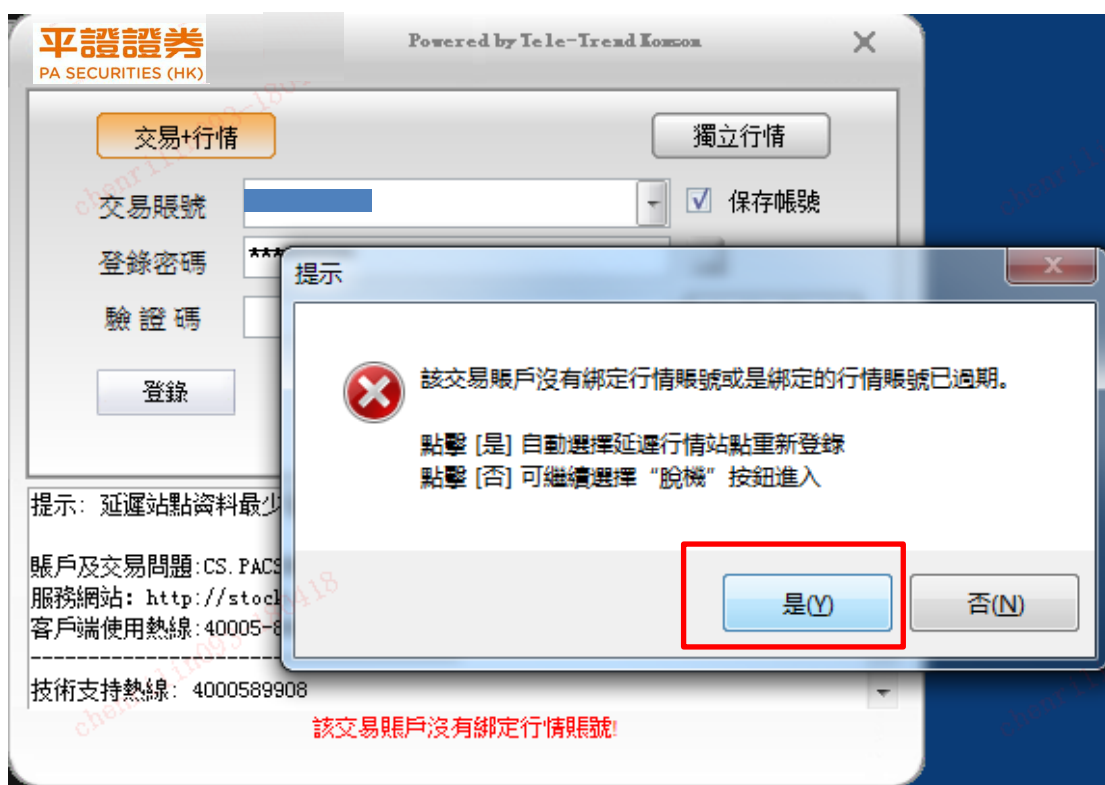 平證證券
PA SECURITIES (HK)
Powered by Tele-Trend Konson
交易+行情
獨立行情
交易賬號
保存帳號
登錄密碼
***
驗證碼
登錄
提示
該交易賬戶沒有綁定行情賬號或是綁定的行情賬號已過期。
點擊 [是] 自動選擇延遲行情站點重新登錄
點擊 [否] 可繼續選擇“脫機”按鈕進入
是(Y)
否(N)
提示: 延遲站點資料最少
賬戶及交易問題:CS.PACS
服務網站: http://stock
客戶端使用熱線:40005-8
技術支持熱線: 4000589908
該交易賬戶沒有綁定行情賬號!